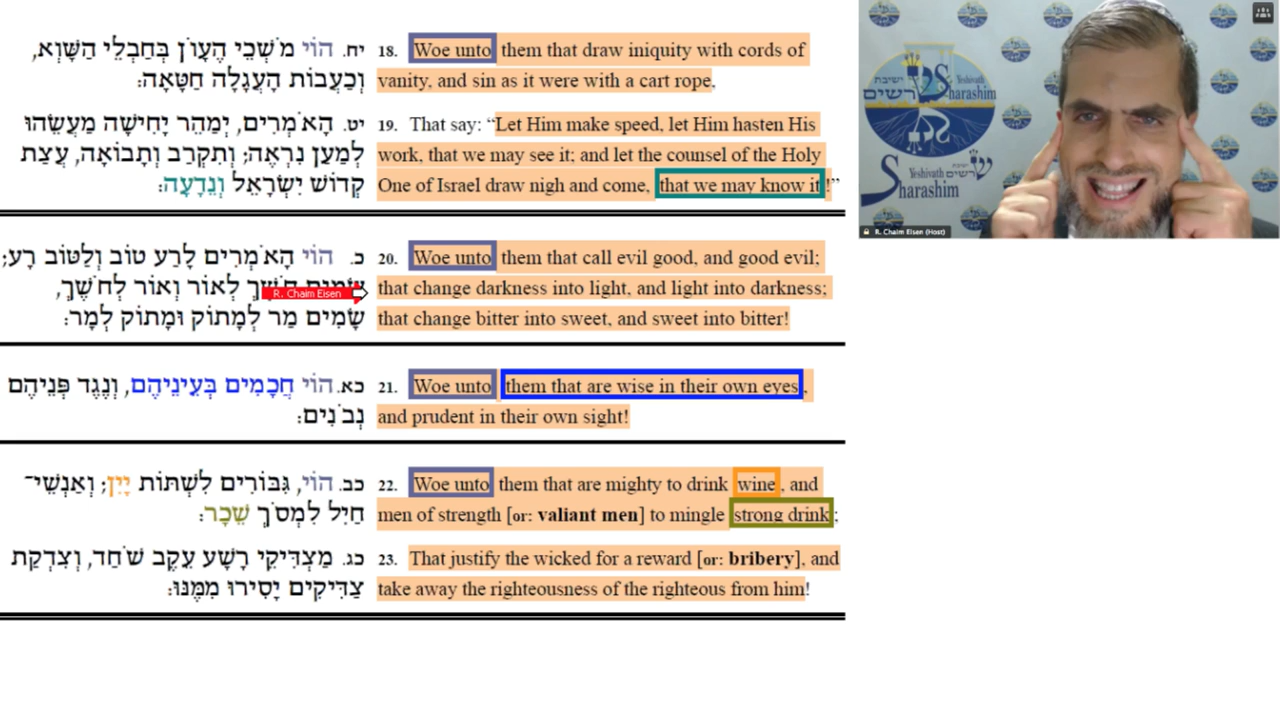 יח. הוֹי מֹשְׁכֵי הֶעָוֹן בְּחַבְלֵי הַשָּׁוְא,
וְכַעֲבוֹת הָעֲגָלָה חַטָּאָה:
18. Woe unto them that draw iniquity with cords of
vanity, and sin as it were with a cart rope,
יט. הָאֹמְרִים, יְמַהֵר יָחִישָׁה מַעֲשֵׂהוּ
לְמַעַן נִרְאֶה; וְתִקְרַב וְתָבוֹאָה, עֲצַת
קְדוֹשׁ יִשְׂרָאֵל וְנֵדָעָה:
19. That say: “Let Him make speed, let Him hasten His
work, that we may see it; and let the counsel of the Holy
One of Israel draw nigh and come, that we may know it!”
כ. הוֹי הָאֹמְרִים לָרַע טוֹב וְלַטּוֹב רָע;
חֹשֶׁךְ לְאוֹר וְאוֹר לְחֹשֶׁךְ,
שָׂמִים מַר לְמָתוֹק וּמָתוֹק לְמָר:
R. Chaim Eisen
20. Woe unto them that call evil good, and good evil;
that change darkness into light, and light into darkness;
that change bitter into sweet, and sweet into bitter!
כא. הוֹי חֲכָמִים בְּעֵינֵיהֶם, וְנֶגֶד פְּנֵיהֶם
נְבֹנִים:
21. Woe unto them that are wise in their own eyes,
and prudent in their own sight!
כב. הוֹי, גִּבּוֹרִים לִשְׁתּוֹת יָיִן; וְאַנְשֵׁי־
חַיִל לִמְסֹךְ שֵׁכָר:
22. Woe unto them that are mighty to drink wine, and
men of strength [or: valiant men] to mingle strong drink;
כג. מַצְדִּיקֵי רָשָׁע עֵקֶב שֹׁחַד, וְצִדְקַת
צַדִּיקִים יָסִירוּ מִמֶּנּוּ:
23. That justify the wicked for a reward [or: bribery], and
take away the righteousness of the righteous from him!
ישיבת
שרשים
Yeshivath
Sharashim
Yeshivath
Sharashim
ישיבת
שרשים
R. Chaim Eisen (Host)